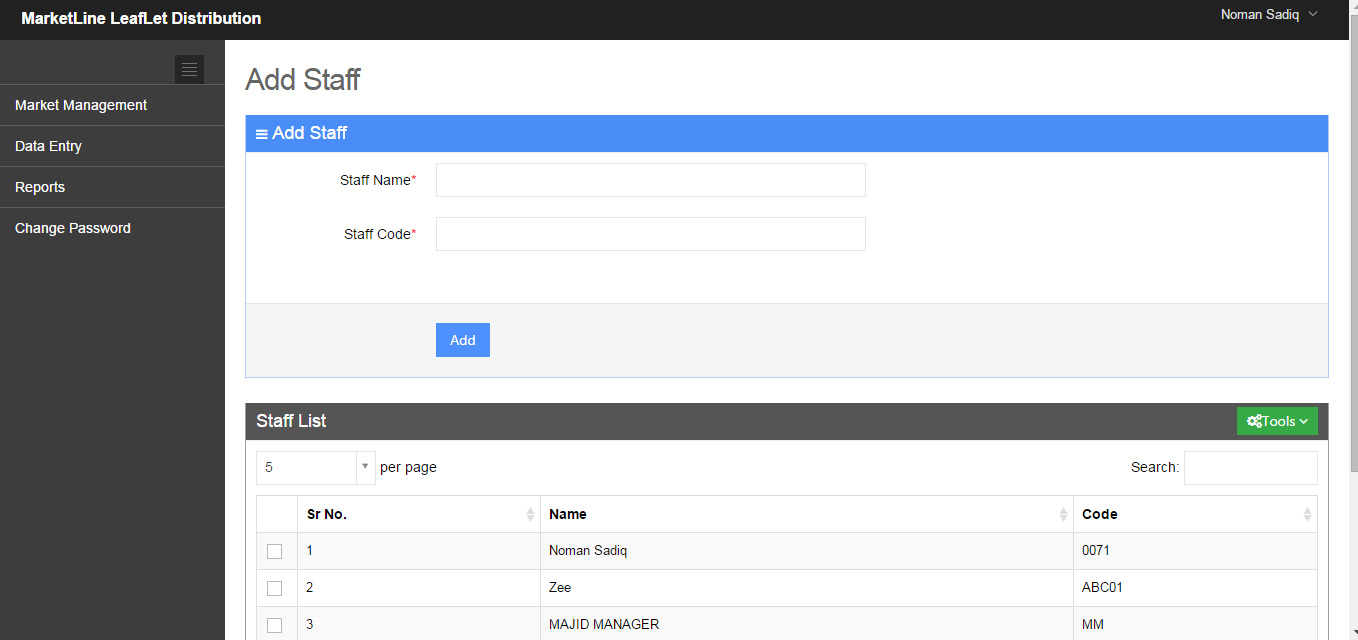 MarketLine LeafLet Distribution
Noman Sadiq
Market Management
Data Entry
Reports
Change Password
Add Staff
Add Staff
Staff Name*
Staff Code*
Add
Staff List
Tools
5 per page
Search:
Sr No. Name Code
1 Noman Sadiq 0071
2 Zee ABC01
3 MAJID MANAGER MM